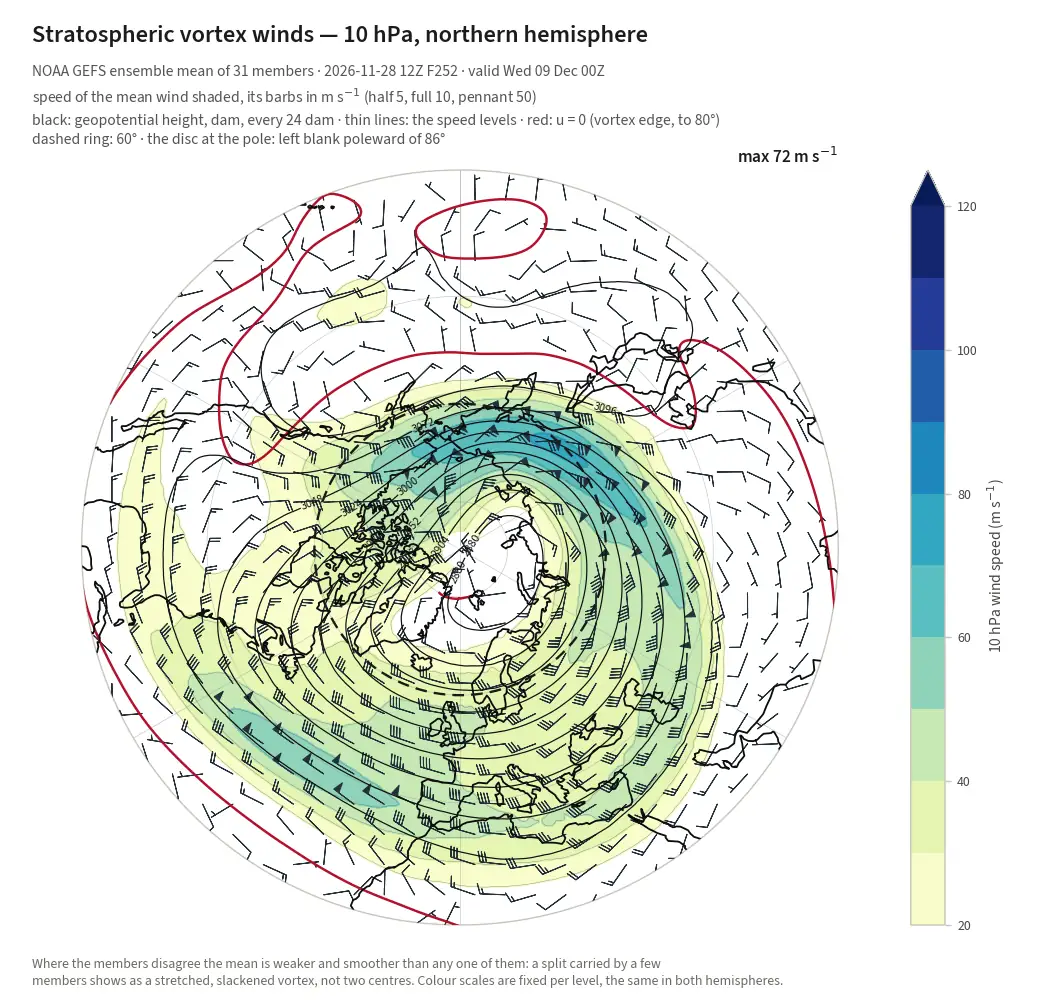 Stratospheric vortex winds — 10 hPa, northern hemisphere
NOAA GEFS ensemble mean of 31 members · 2026-11-28 12Z F252 · valid Wed 09 Dec 00Z
speed of the mean wind shaded, its barbs in m s⁻¹ (half 5, full 10, pennant 50)
black: geopotential height, dam, every 24 dam · thin lines: the speed levels · red: u = 0 (vortex edge, to 80°)
dashed ring: 60° · the disc at the pole: left blank poleward of 86°
max 72 m s⁻¹
120
100
80
60
40
20
10 hPa wind speed (m s⁻¹)
3096
3072
3000
Where the members disagree the mean is weaker and smoother than any one of them: a split carried by a few
members shows as a stretched, slackened vortex, not two centres. Colour scales are fixed per level, the same in both hemispheres.